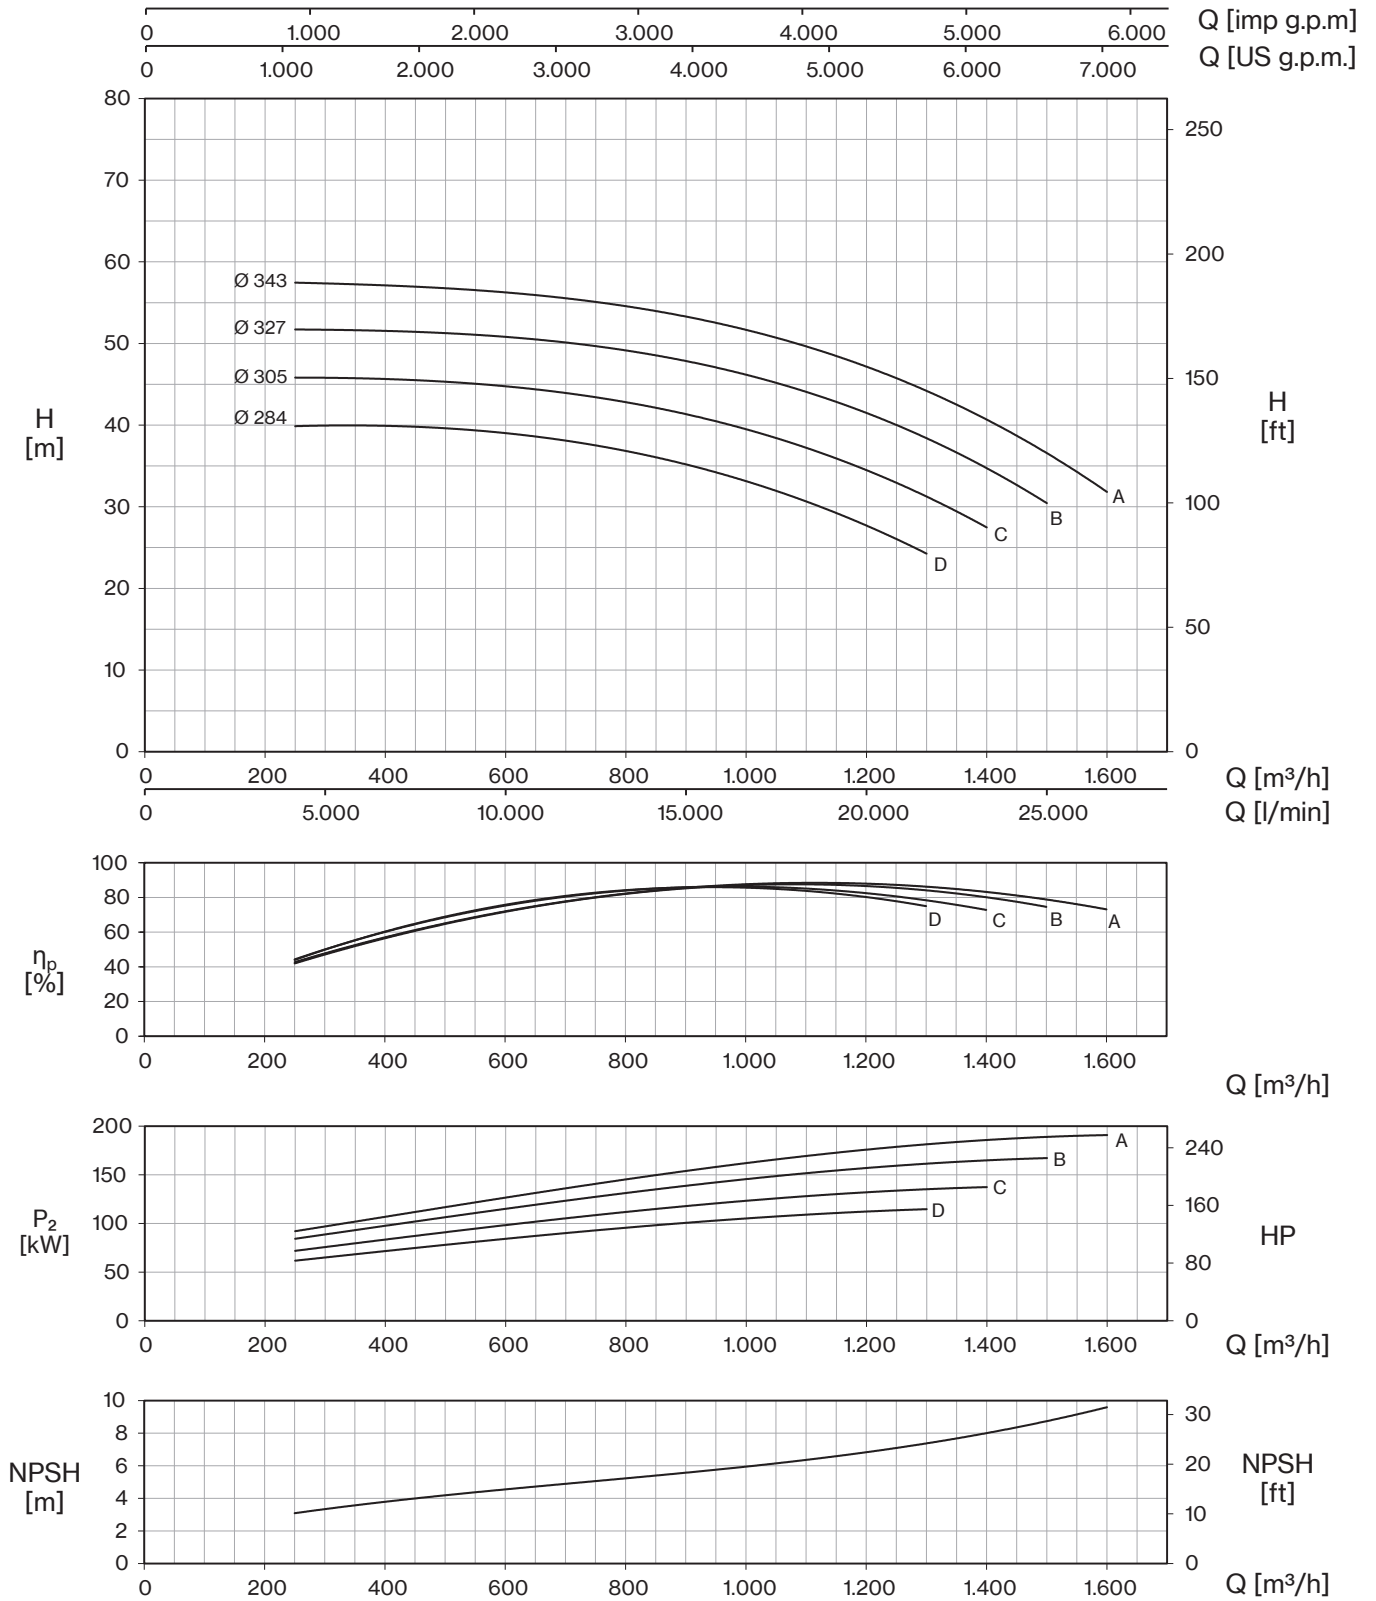 0 1.000 2.000 3.000 4.000 5.000 6.000 Q [imp g.p.m]
0 1.000 2.000 3.000 4.000 5.000 6.000 7.000 Q [US g.p.m.]
80
250
70
60
200
Ø 343
Ø 327
50
Ø 305
150
Ø 284
H
[m]
H
[ft]
40
A
B
30
100
C
D
20
50
10
0 0
0 200 400 600 800 1.000 1.200 1.400 1.600 Q [m³/h]
0 5.000 10.000 15.000 20.000 25.000 Q [l/min]
100
80
D C B A
60
ηp
[%]
40
20
0
0 200 400 600 800 1.000 1.200 1.400 1.600
Q [m³/h]
200
A
240
B
150
C
160
D
P₂
[kW]
100
HP
50
80
0 0
0 200 400 600 800 1.000 1.200 1.400 1.600 Q [m³/h]
10
30
8
6
20
NPSH
[m]
NPSH
[ft]
4
10
2
0 0
0 200 400 600 800 1.000 1.200 1.400 1.600 Q [m³/h]